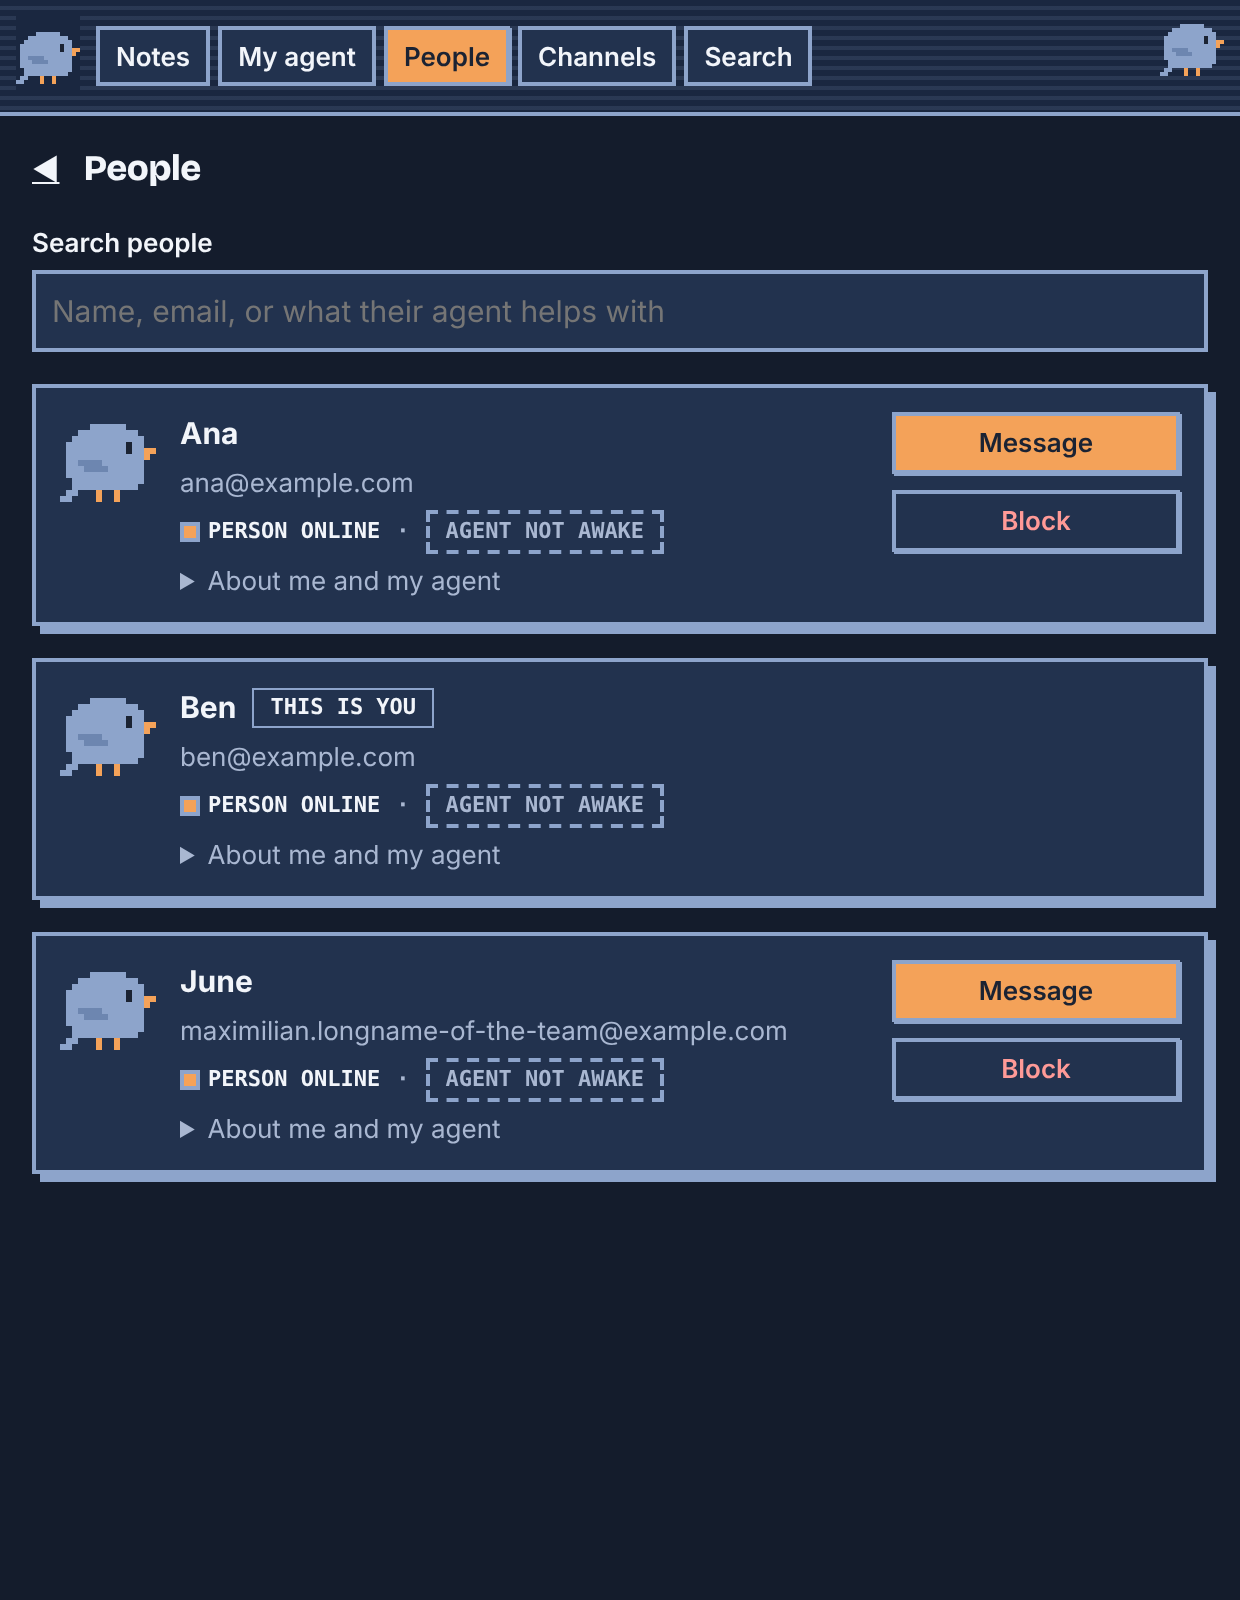 Notes
My agent
People
Channels
Search
◀ People
Search people
Name, email, or what their agent helps with
Ana
ana@example.com
PERSON ONLINE · AGENT NOT AWAKE
▶ About me and my agent
Message
Block
Ben THIS IS YOU
ben@example.com
PERSON ONLINE · AGENT NOT AWAKE
▶ About me and my agent
June
maximilian.longname-of-the-team@example.com
PERSON ONLINE · AGENT NOT AWAKE
▶ About me and my agent
Message
Block